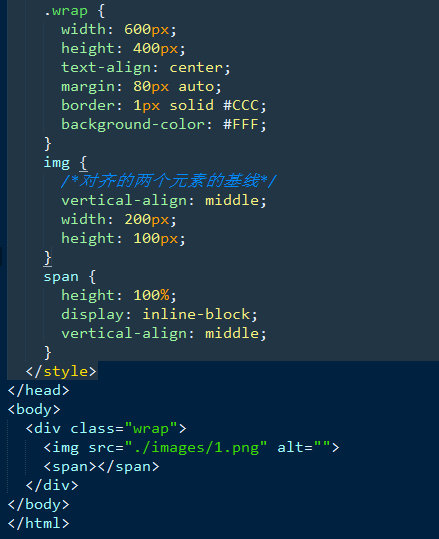 .wrap {
width: 600px;
height: 400px;
text-align: center;
margin: 80px auto;
border: 1px solid #CCC;
background-color: #FFF;
}
img {
/*对齐的两个元素的基线*/
vertical-align: middle;
width: 200px;
height: 100px;
}
span {
height: 100%;
display: inline-block;
vertical-align: middle;
}
</style>
</head>
<body>
<div class="wrap">
<img src="./images/1.png" alt="">
<span></span>
</div>
</body>
</html>